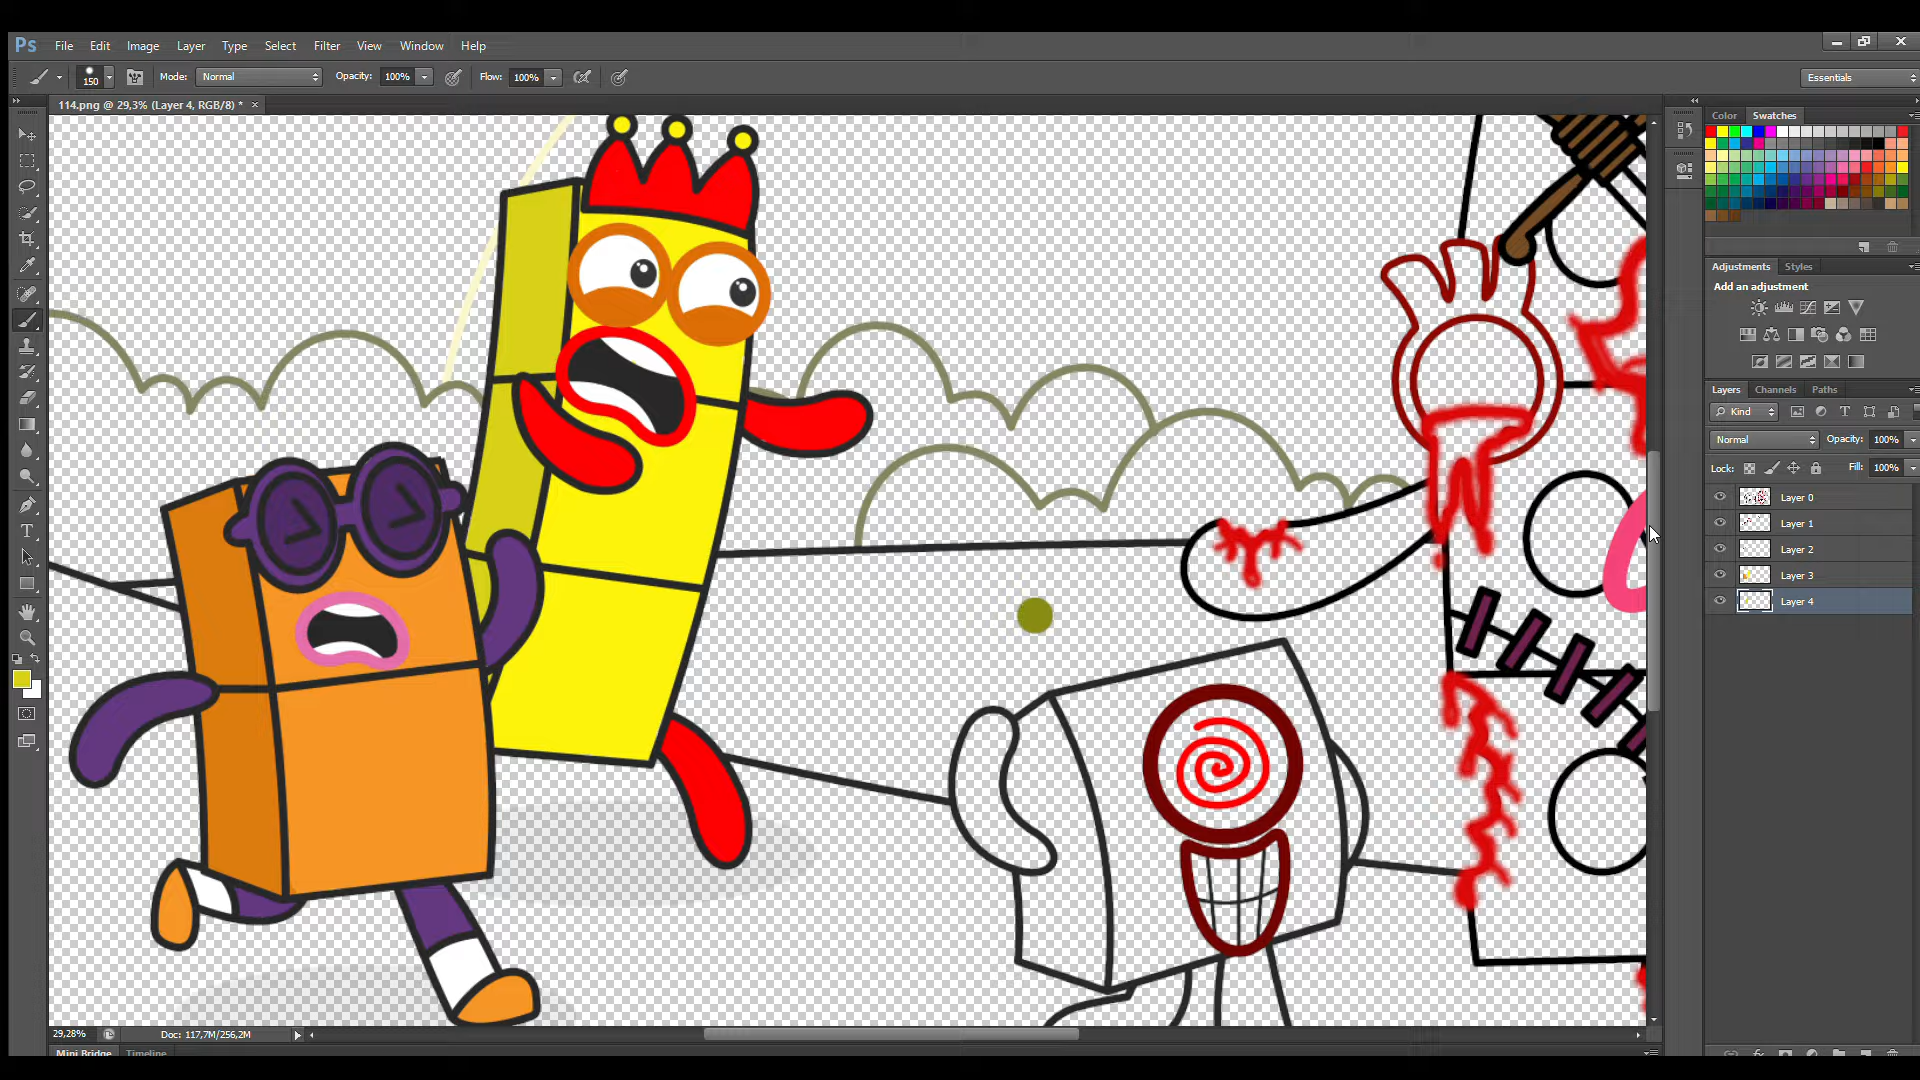 Ps File Edit Image Layer Type Select Filter View Window Help
150 Mode: Normal Opacity: 100% Flow: 100% Essentials
114.png @ 29,3% (Layer 4, RGB/8) *
Color Swatches
Adjustments Styles
Add an adjustment
Layers Channels Paths
Kind
Normal Opacity: 100%
Lock: Fill: 100%
Layer 0
Layer 1
Layer 2
Layer 3
Layer 4
29,28% Doc: 117,7M/256,2M
Mini Bridge Timeline